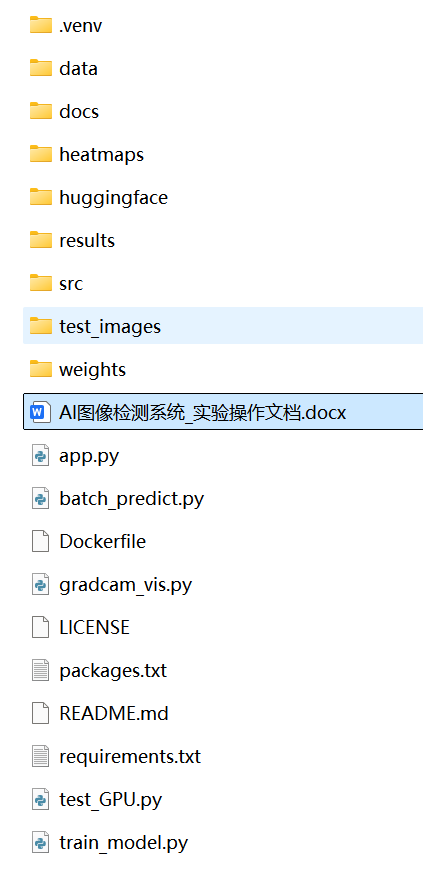 .venv
data
docs
heatmaps
huggingface
results
src
test_images
weights
AI图像检测系统_实验操作文档.docx
app.py
batch_predict.py
Dockerfile
gradcam_vis.py
LICENSE
packages.txt
README.md
requirements.txt
test_GPU.py
train_model.py